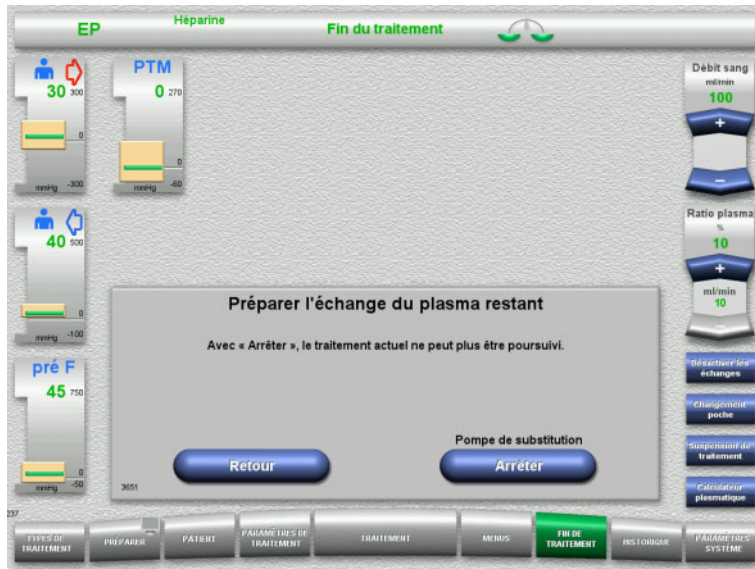 EP
Héparine
Fin du traitement
30 300
0
mmHg -300
PTM
0 270
0
mmHg -60
Débit sang
ml/min
100
+
−
40 500
mmHg -100
Ratio plasma
%
10
+
ml/min
10
−
Préparer l'échange du plasma restant
Avec « Arrêter », le traitement actuel ne peut plus être poursuivi.
pré F
45 750
0
mmHg -50
Pompe de substitution
Retour
Arrêter
3651
Désactiver les
échanges
Changement
poche
Suspension de
traitement
Calculateur
plasmatique
237
TYPES DE
TRAITEMENT
PRÉPARER
PATIENT
PARAMÈTRES DE
TRAITEMENT
TRAITEMENT
MENUS
FIN DE
TRAITEMENT
HISTORIQUE
PARAMÈTRES
SYSTÈME